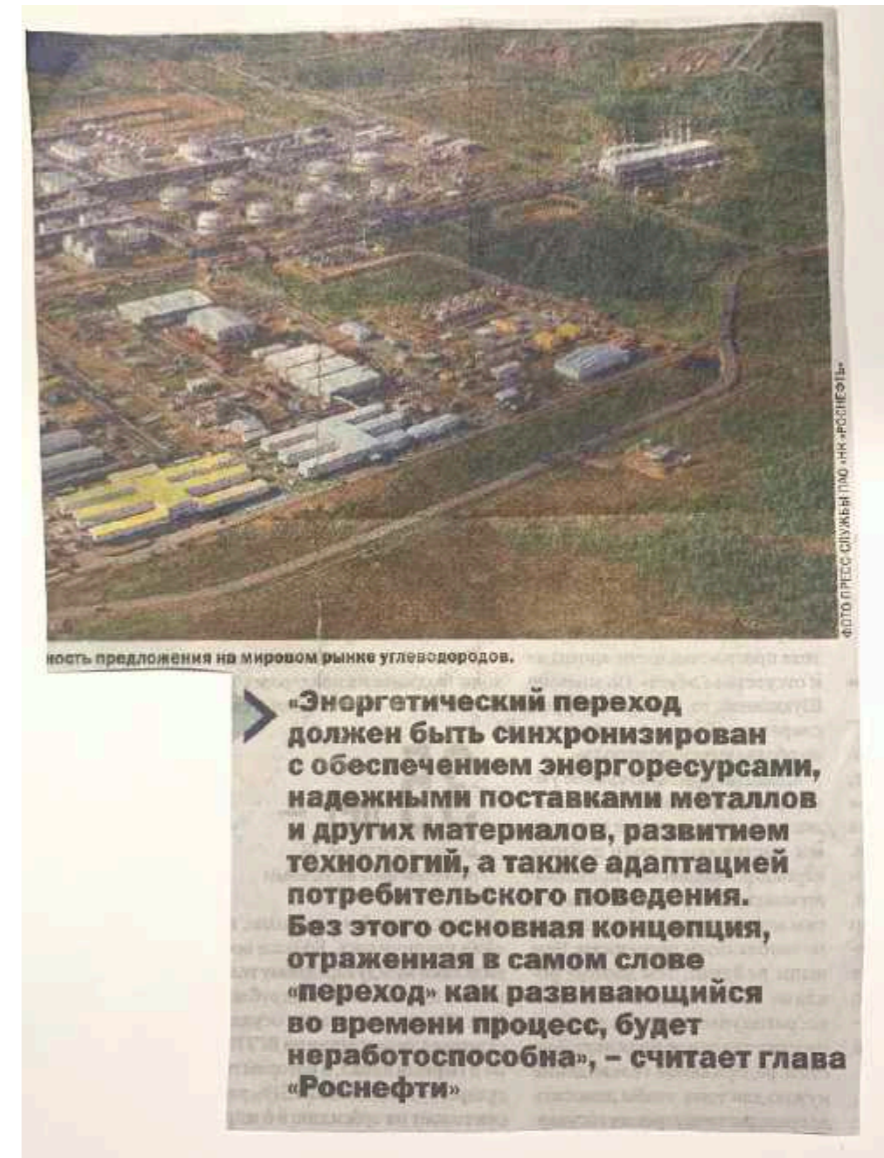 ФОТО ПРЕСС-СЛУЖБЫ ПАО «НК «РОСНЕФТЬ»
ность предложения на мировом рынке углеводородов.
«Энергетический переход
должен быть синхронизирован
с обеспечением энергоресурсами,
надежными поставками металлов
и других материалов, развитием
технологий, а также адаптацией
потребительского поведения.
Без этого основная концепция,
отраженная в самом слове
«переход» как развивающийся
во времени процесс, будет
неработоспособна», – считает глава
«Роснефти»